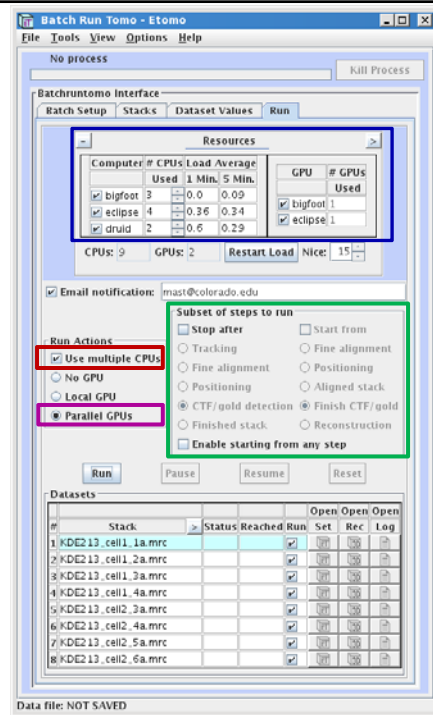 Batch Run Tomo - Etomo
File Tools View Options Help
No process
Kill Process
Batchruntomo Interface
Batch Setup Stacks Dataset Values Run
- Resources >
Computer # CPUs Load Average
Used 1 Min. 5 Min.
bigfoot 3 0.0 0.09
eclipse 4 0.36 0.34
druid 2 0.6 0.29
GPU # GPUs
Used
bigfoot 1
eclipse 1
CPUs: 9 GPUs: 2 Restart Load Nice: 15
Email notification: mast@colorado.edu
Run Actions
Use multiple CPUs
No GPU
Local GPU
Parallel GPUs
Subset of steps to run
Stop after Start from
Tracking Fine alignment
Fine alignment Positioning
Positioning Aligned stack
CTF/gold detection Finish CTF/gold
Finished stack Reconstruction
Enable starting from any step
Run Pause Resume Reset
Datasets
Open Open Open
# Stack > Status Reached Run Set Rec Log
1 KDE213_cell1_1a.mrc
2 KDE213_cell1_2a.mrc
3 KDE213_cell1_3a.mrc
4 KDE213_cell1_4a.mrc
5 KDE213_cell2_3a.mrc
6 KDE213_cell2_4a.mrc
7 KDE213_cell2_5a.mrc
8 KDE213_cell2_6a.mrc
Data file: NOT SAVED